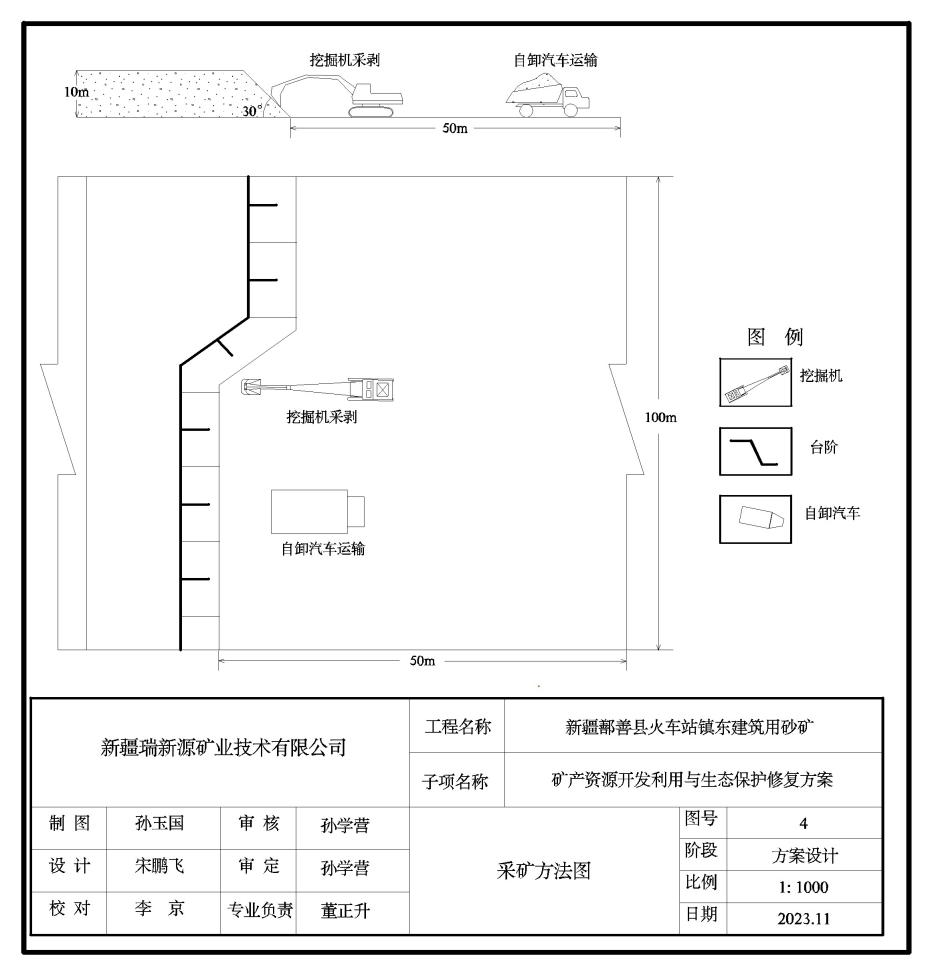 挖掘机采剥 自卸汽车运输
10m
30°
50m
图 例
挖掘机
挖掘机采剥
100m
台阶
自卸汽车
自卸汽车运输
50m
新疆瑞新源矿业技术有限公司
工程名称 新疆鄯善县火车站镇东建筑用砂矿
子项名称 矿产资源开发利用与生态保护修复方案
制 图 孙玉国 审 核 孙学营
设 计 宋鹏飞 审 定 孙学营
校 对 李 京 专业负责 董正升
采矿方法图
图号 4
阶段 方案设计
比例 1: 1000
日期 2023.11